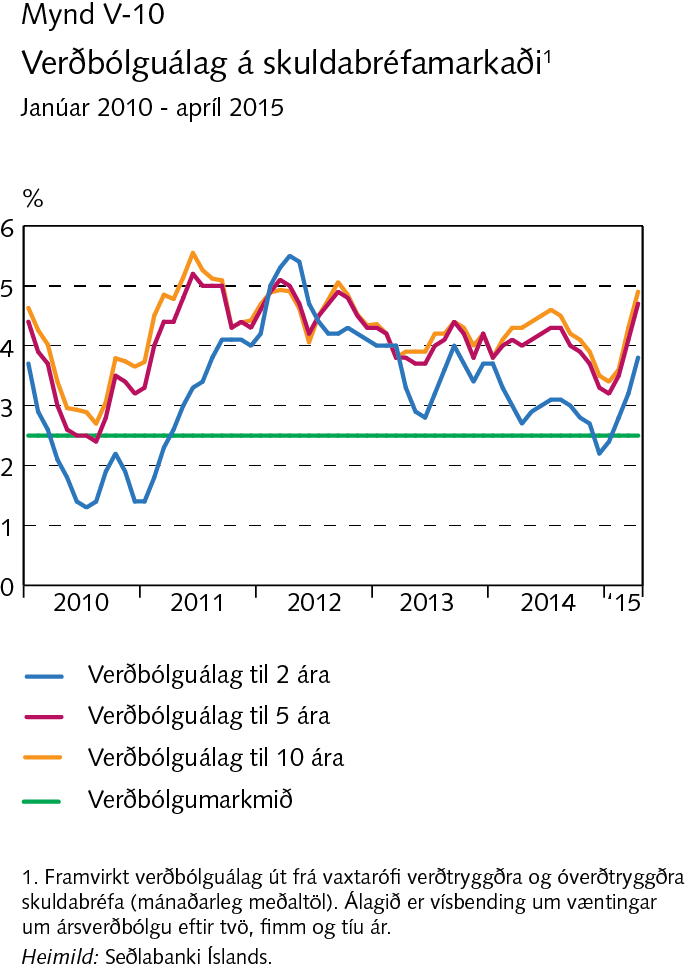 Mynd V-10
Verðbólguálag á skuldabréfamarkaði¹
Janúar 2010 - apríl 2015
%
6
5
4
3
2
1
0
2010 2011 2012 2013 2014 ‘15
Verðbólguálag til 2 ára
Verðbólguálag til 5 ára
Verðbólguálag til 10 ára
Verðbólgumarkmið
1. Framvirkt verðbólguálag út frá vaxtarófi verðtryggðra og óverðtryggðra
skuldabréfa (mánaðarleg meðaltöl). Álagið er vísbending um væntingar
um ársverðbólgu eftir tvö, fimm og tíu ár.
Heimild: Seðlabanki Íslands.